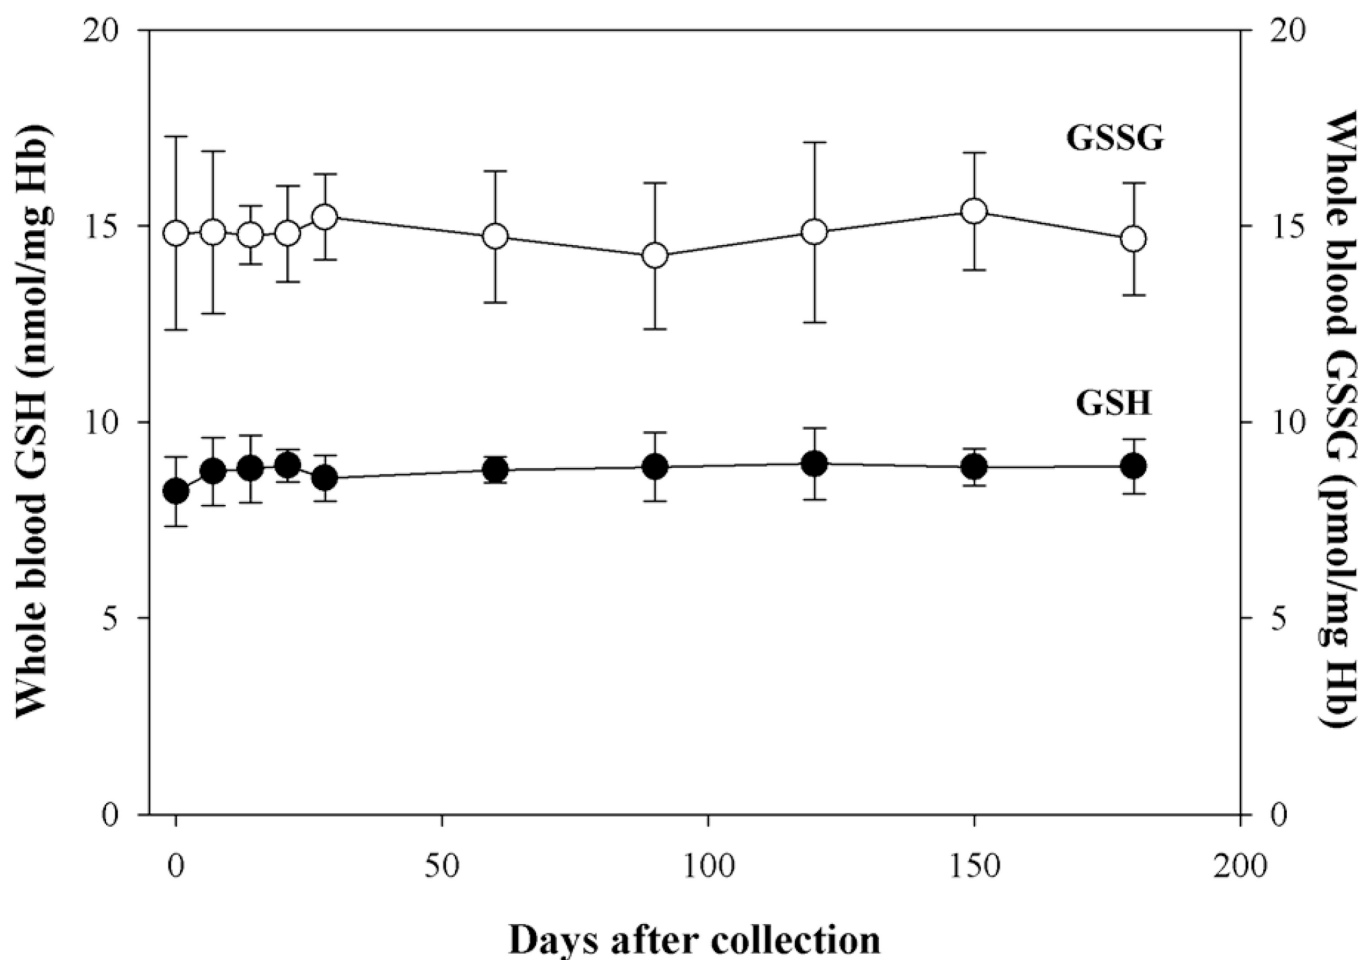 Whole blood GSH (nmol/mg Hb)
20
15
10
5
0
GSSG
GSH
20
15
10
5
0
Whole blood GSSG (pmol/mg Hb)
0 50 100 150 200
Days after collection